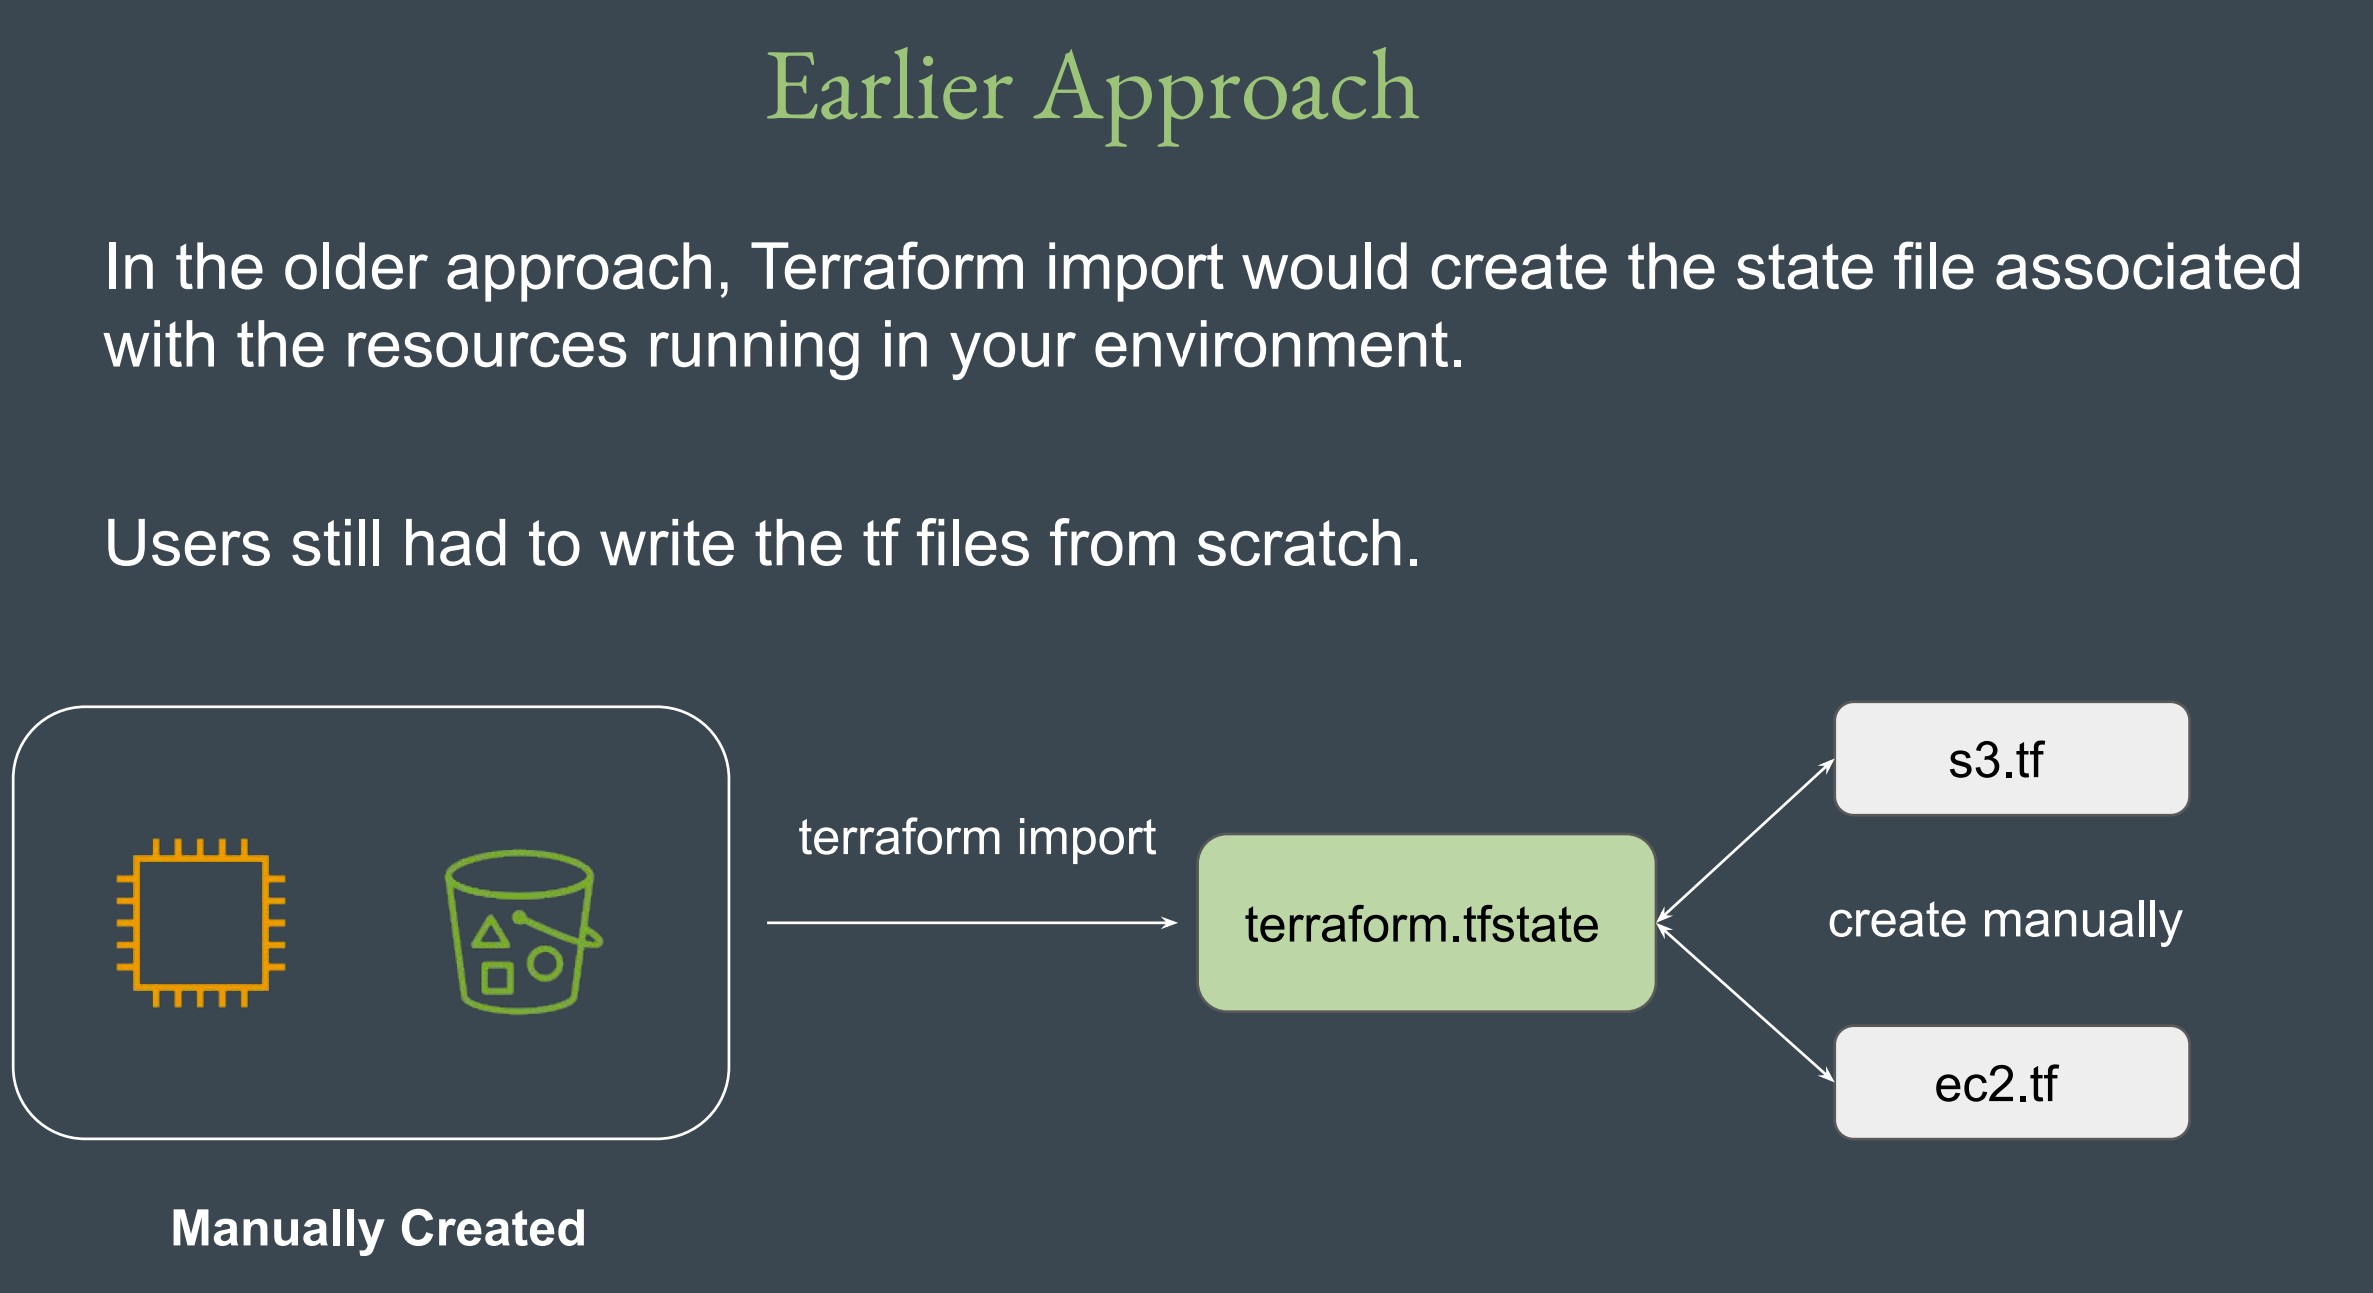 Earlier Approach
In the older approach, Terraform import would create the state file associated
with the resources running in your environment.
Users still had to write the tf files from scratch.
terraform import
terraform.tfstate
s3.tf
create manually
ec2.tf
Manually Created